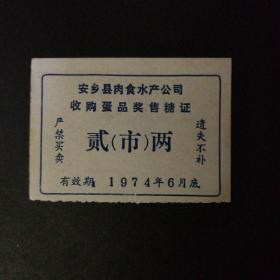 安乡县肉食水产公司
收购蛋品奖售糖证
严禁买卖
贰(市)两
遗失不补
有效期 1974年6月底